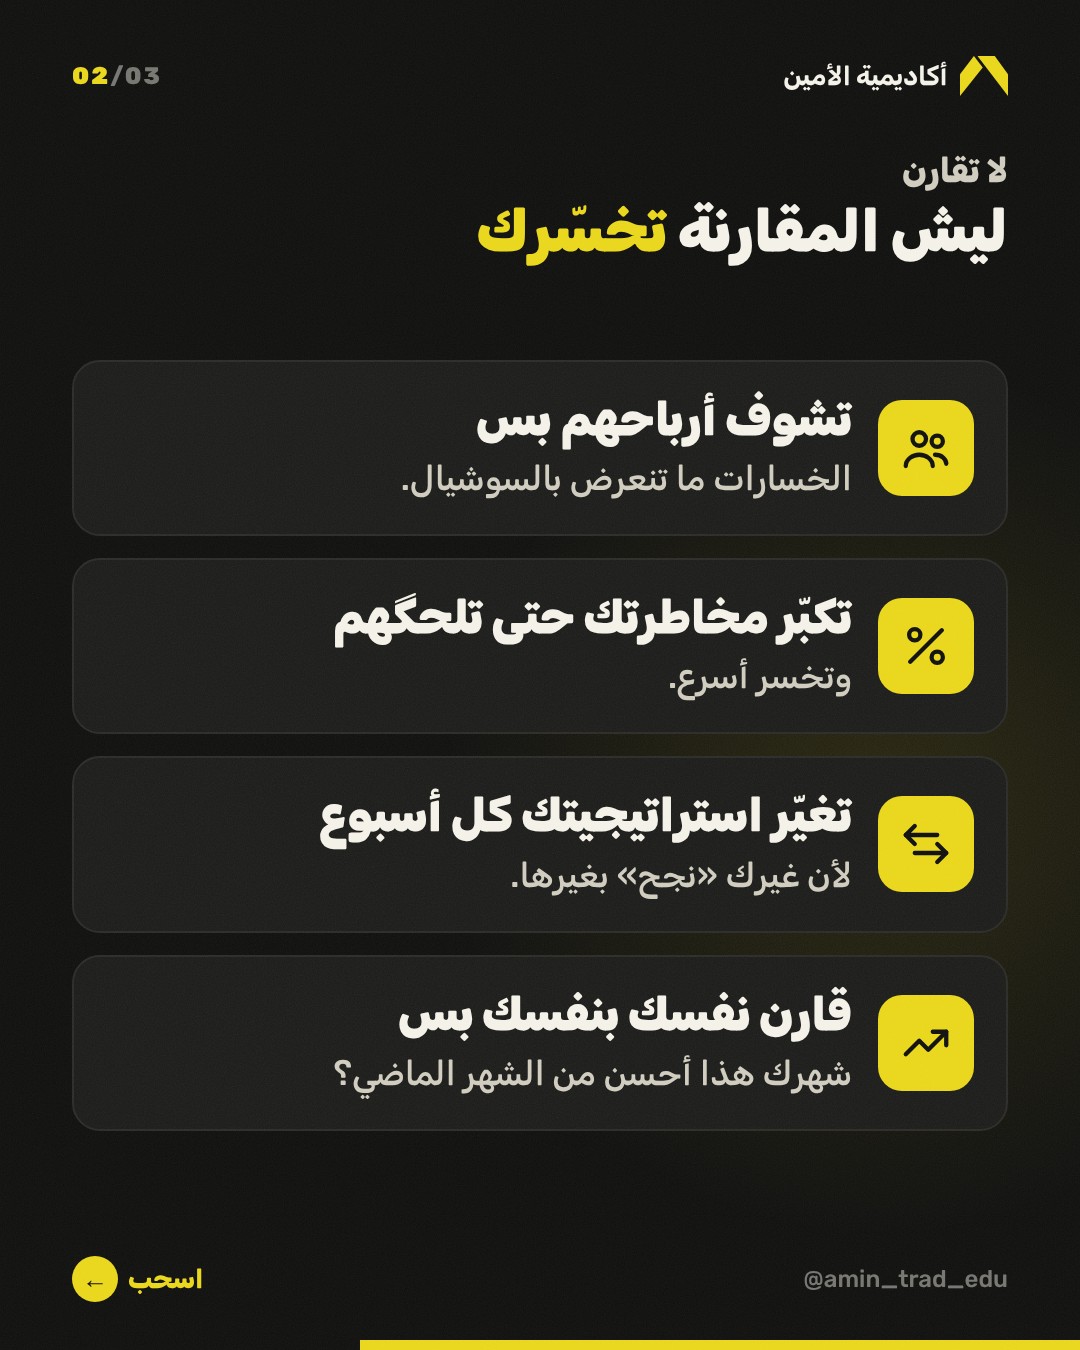 أكاديمية الأمين
02/03
لا تقارن
ليش المقارنة تخسّرك
تشوف أرباحهم بس
الخسارات ما تنعرض بالسوشيال.
تكبّر مخاطرتك حتى تلحگهم
وتخسر أسرع.
تغيّر استراتيجيتك كل أسبوع
لأن غيرك «نجح» بغيرها.
قارن نفسك بنفسك بس
شهرك هذا أحسن من الشهر الماضي؟
@amin_trad_edu
اسحب ←